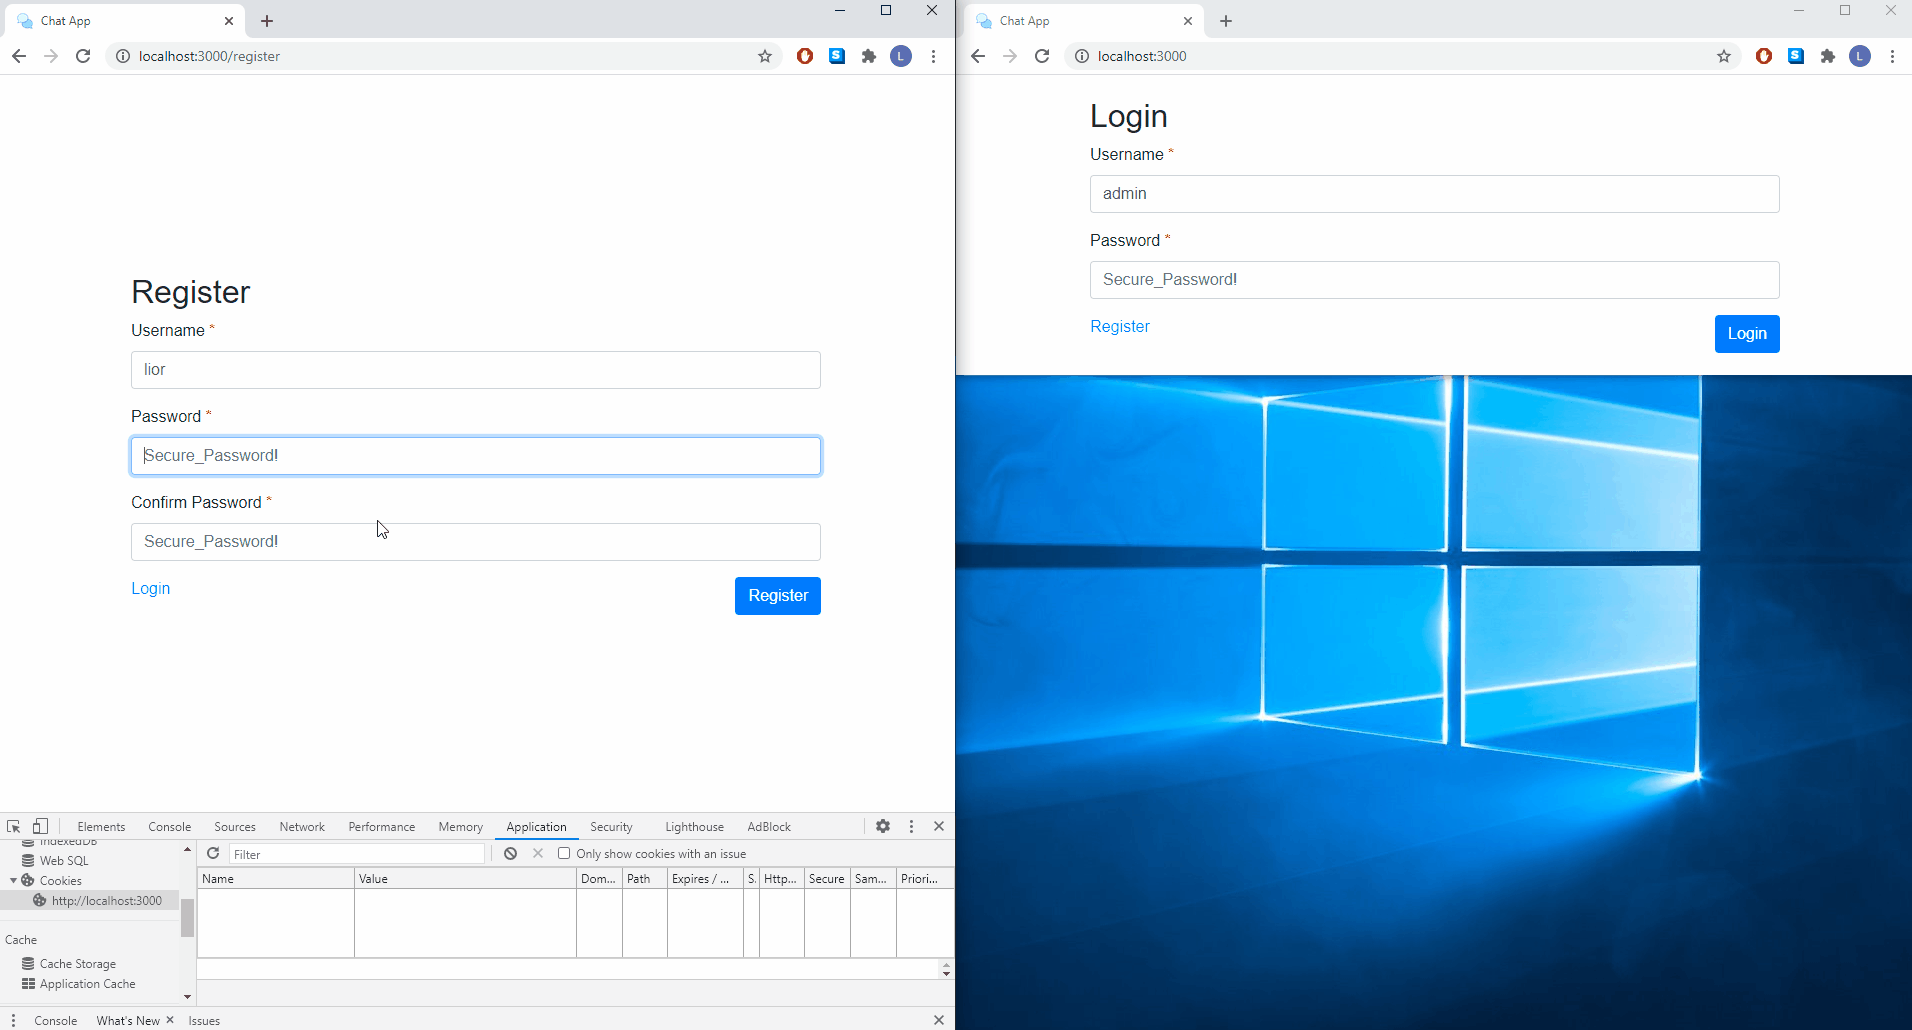 Chat App
localhost:3000/register
L
Register
Username *
lior
Password *
Secure_Password!
Confirm Password *
Secure_Password!
Login
Register
Elements Console Sources Network Performance Memory Application Security Lighthouse AdBlock
IndexedDB
Web SQL
Cookies
http://localhost:3000
Cache
Cache Storage
Application Cache
Filter
Only show cookies with an issue
Name Value Dom... Path Expires / ... S. Http... Secure Sam... Priori...
Console What's New Issues
Chat App
localhost:3000
L
Login
Username *
admin
Password *
Secure_Password!
Register
Login